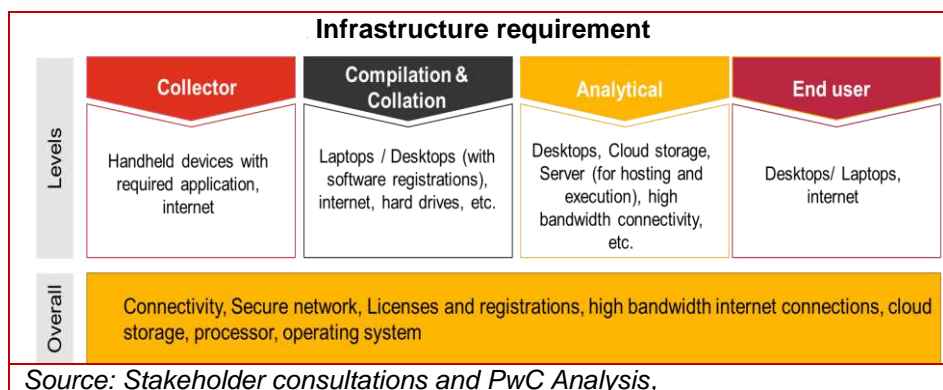 Infrastructure requirement
Levels
Collector
Handheld devices with
required application,
internet
Compilation &
Collation
Laptops / Desktops (with
software registrations),
internet, hard drives, etc.
Analytical
Desktops, Cloud storage,
Server (for hosting and
execution), high
bandwidth connectivity,
etc.
End user
Desktops/ Laptops,
internet
Overall
Connectivity, Secure network, Licenses and registrations, high bandwidth internet connections, cloud
storage, processor, operating system
Source: Stakeholder consultations and PwC Analysis,